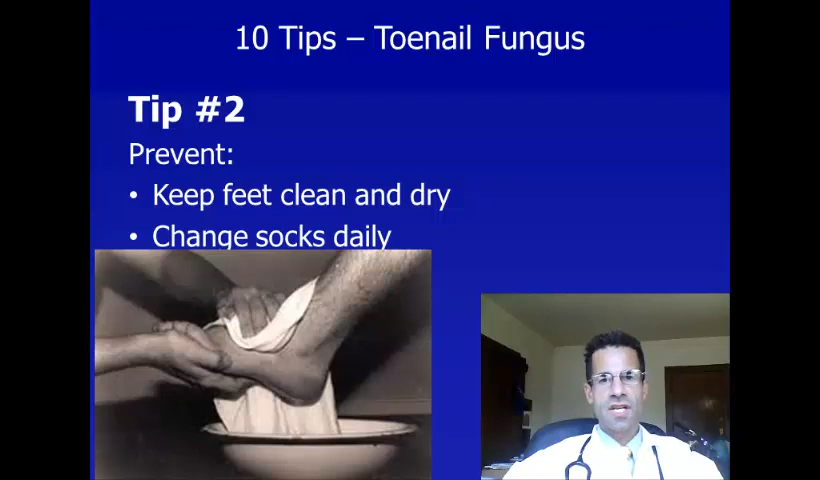 10 Tips – Toenail Fungus
Tip #2
Prevent:
• Keep feet clean and dry
• Change socks daily